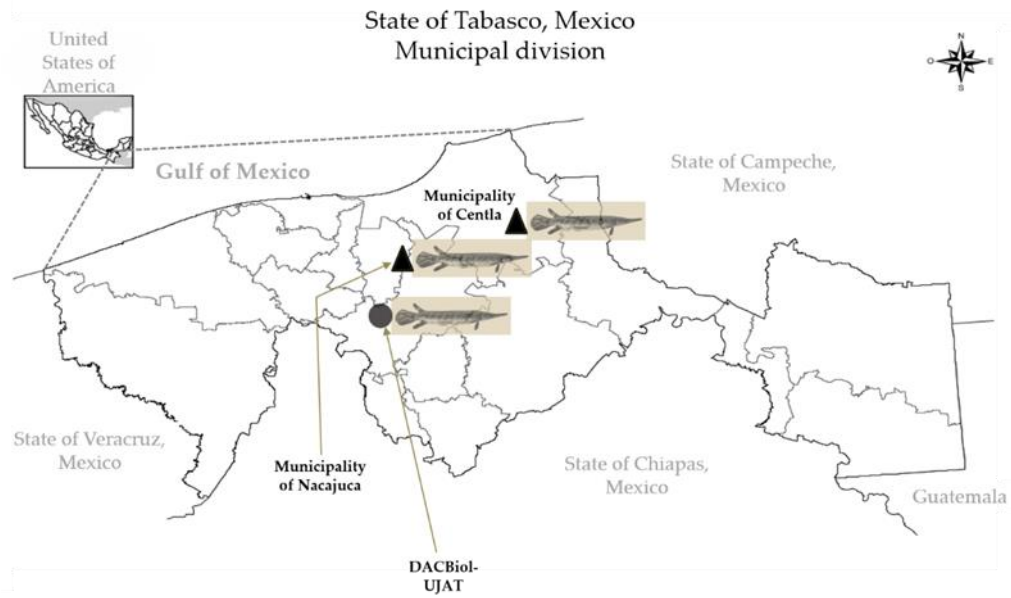 State of Tabasco, Mexico
Municipal division
United
States of
America
N
O
E
S
Gulf of Mexico
State of Campeche,
Mexico
Municipality
of Centla
State of Veracruz,
Mexico
Municipality
of Nacajuca
State of Chiapas,
Mexico
Guatemala
DACBiol-
UJAT